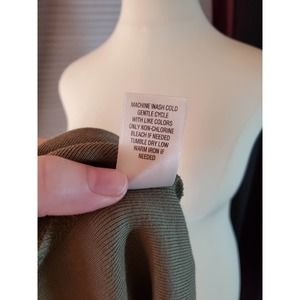 MACHINE WASH COLD
GENTLE CYCLE
WITH LIKE COLORS
ONLY NON-CHLORINE
BLEACH IF NEEDED
TUMBLE DRY LOW
WARM IRON IF
NEEDED